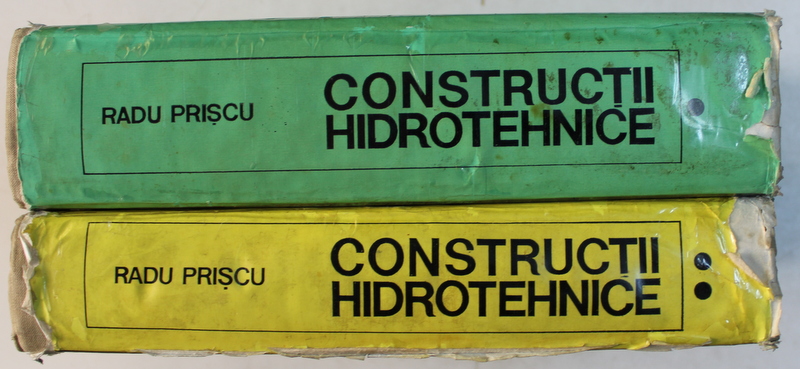 RADU PRIȘCU
CONSTRUCȚII
HIDROTEHNICE
RADU PRIȘCU
CONSTRUCȚII
HIDROTEHNICE